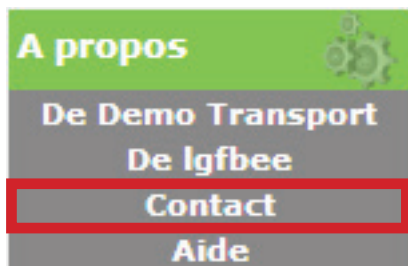 A propos
De Demo Transport
De lgfbee
Contact
Aide